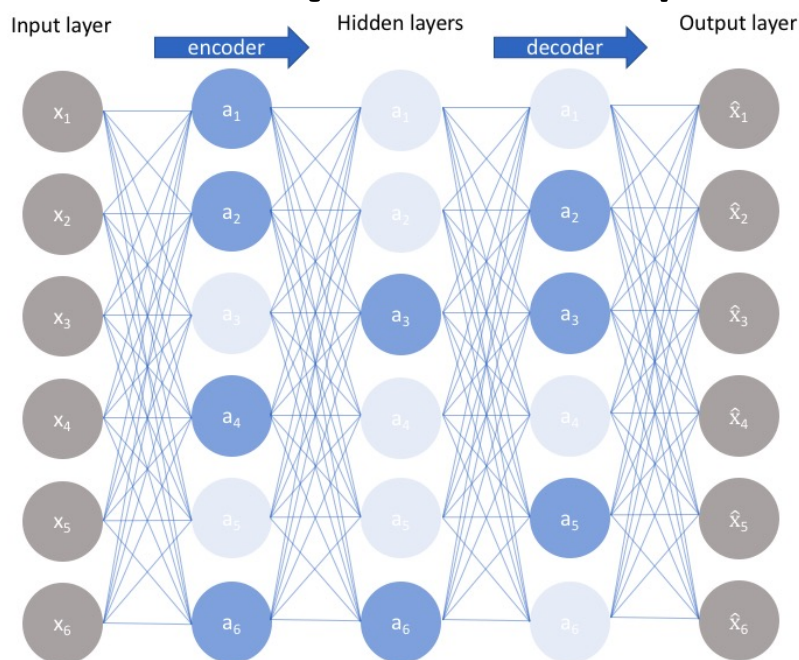 Input layer encoder Hidden layers decoder Output layer
x₁ a₁ a₁ a₁ x̂₁
x₂ a₂ a₂ a₂ x̂₂
x₃ a₃ a₃ a₃ x̂₃
x₄ a₄ a₄ a₄ x̂₄
x₅ a₅ a₅ a₅ x̂₅
x₆ a₆ a₆ a₆ x̂₆